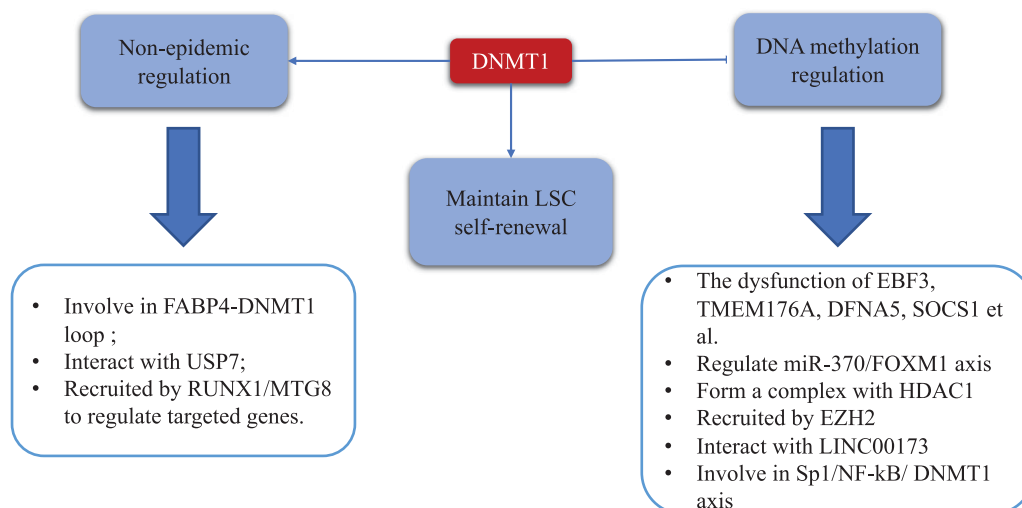 Non-epidemic
regulation
DNMT1
DNA methylation
regulation
Maintain LSC
self-renewal
• Involve in FABP4-DNMT1
loop ;
• Interact with USP7;
• Recruited by RUNX1/MTG8
to regulate targeted genes.
• The dysfunction of EBF3,
TMEM176A, DFNA5, SOCS1 et
al.
• Regulate miR-370/FOXM1 axis
• Form a complex with HDAC1
• Recruited by EZH2
• Interact with LINC00173
• Involve in Sp1/NF-kB/ DNMT1
axis